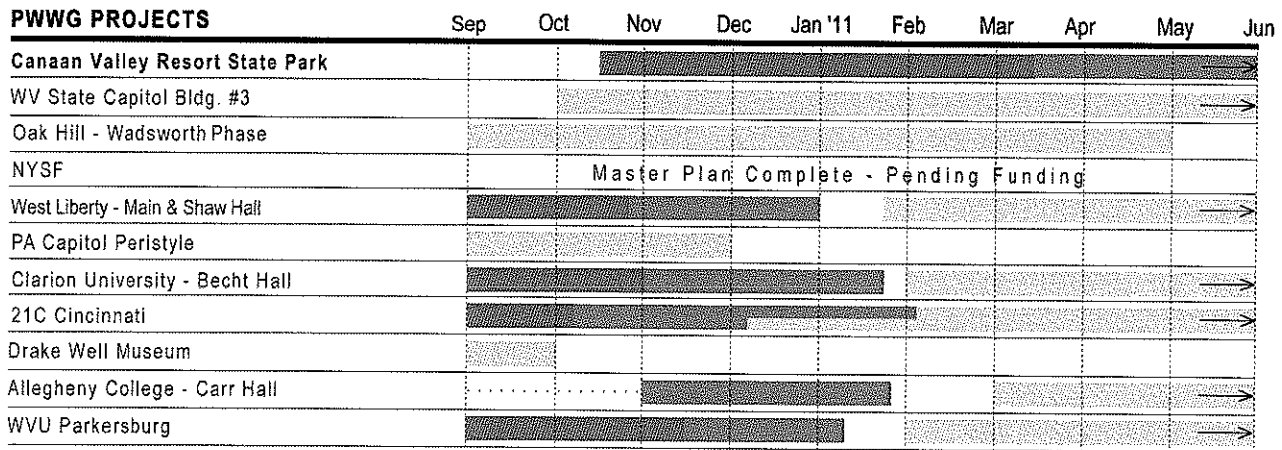 PWWG PROJECTS Sep Oct Nov Dec Jan '11 Feb Mar Apr May Jun
Canaan Valley Resort State Park
WV State Capitol Bldg. #3
Oak Hill - Wadsworth Phase
NYSF Master Plan Complete - Pending Funding
West Liberty - Main & Shaw Hall
PA Capitol Peristyle
Clarion University - Becht Hall
21C Cincinnati
Drake Well Museum
Allegheny College - Carr Hall
WVU Parkersburg